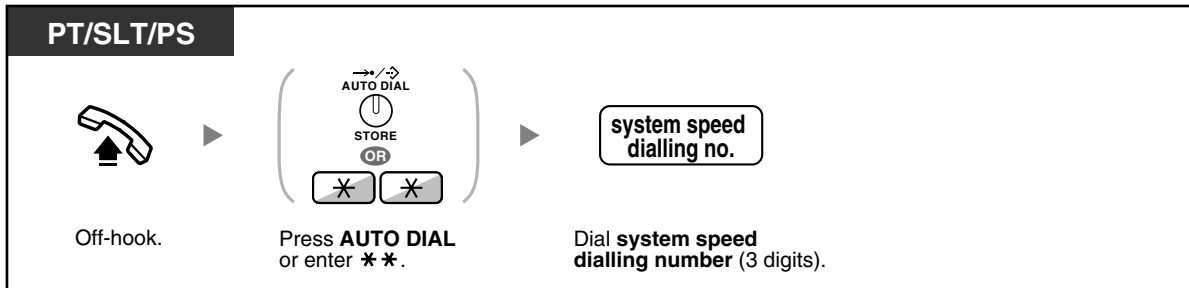 PT/SLT/PS
AUTO DIAL
STORE
OR
system speed
dialling no.
Off-hook.
Press AUTO DIAL
or enter ** .
Dial system speed
dialling number (3 digits).